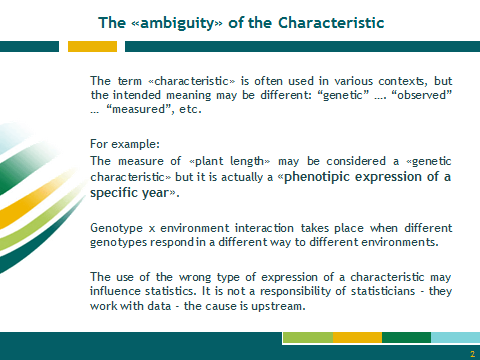 The «ambiguity» of the Characteristic
The term «characteristic» is often used in various contexts, but
the intended meaning may be different: “genetic” …. “observed”
… “measured”, etc.
For example:
The measure of «plant length» may be considered a «genetic
characteristic» but it is actually a «phenotipic expression of a
specific year».
Genotype x environment interaction takes place when different
genotypes respond in a different way to different environments.
The use of the wrong type of expression of a characteristic may
influence statistics. It is not a responsibility of statisticians - they
work with data - the cause is upstream.
2